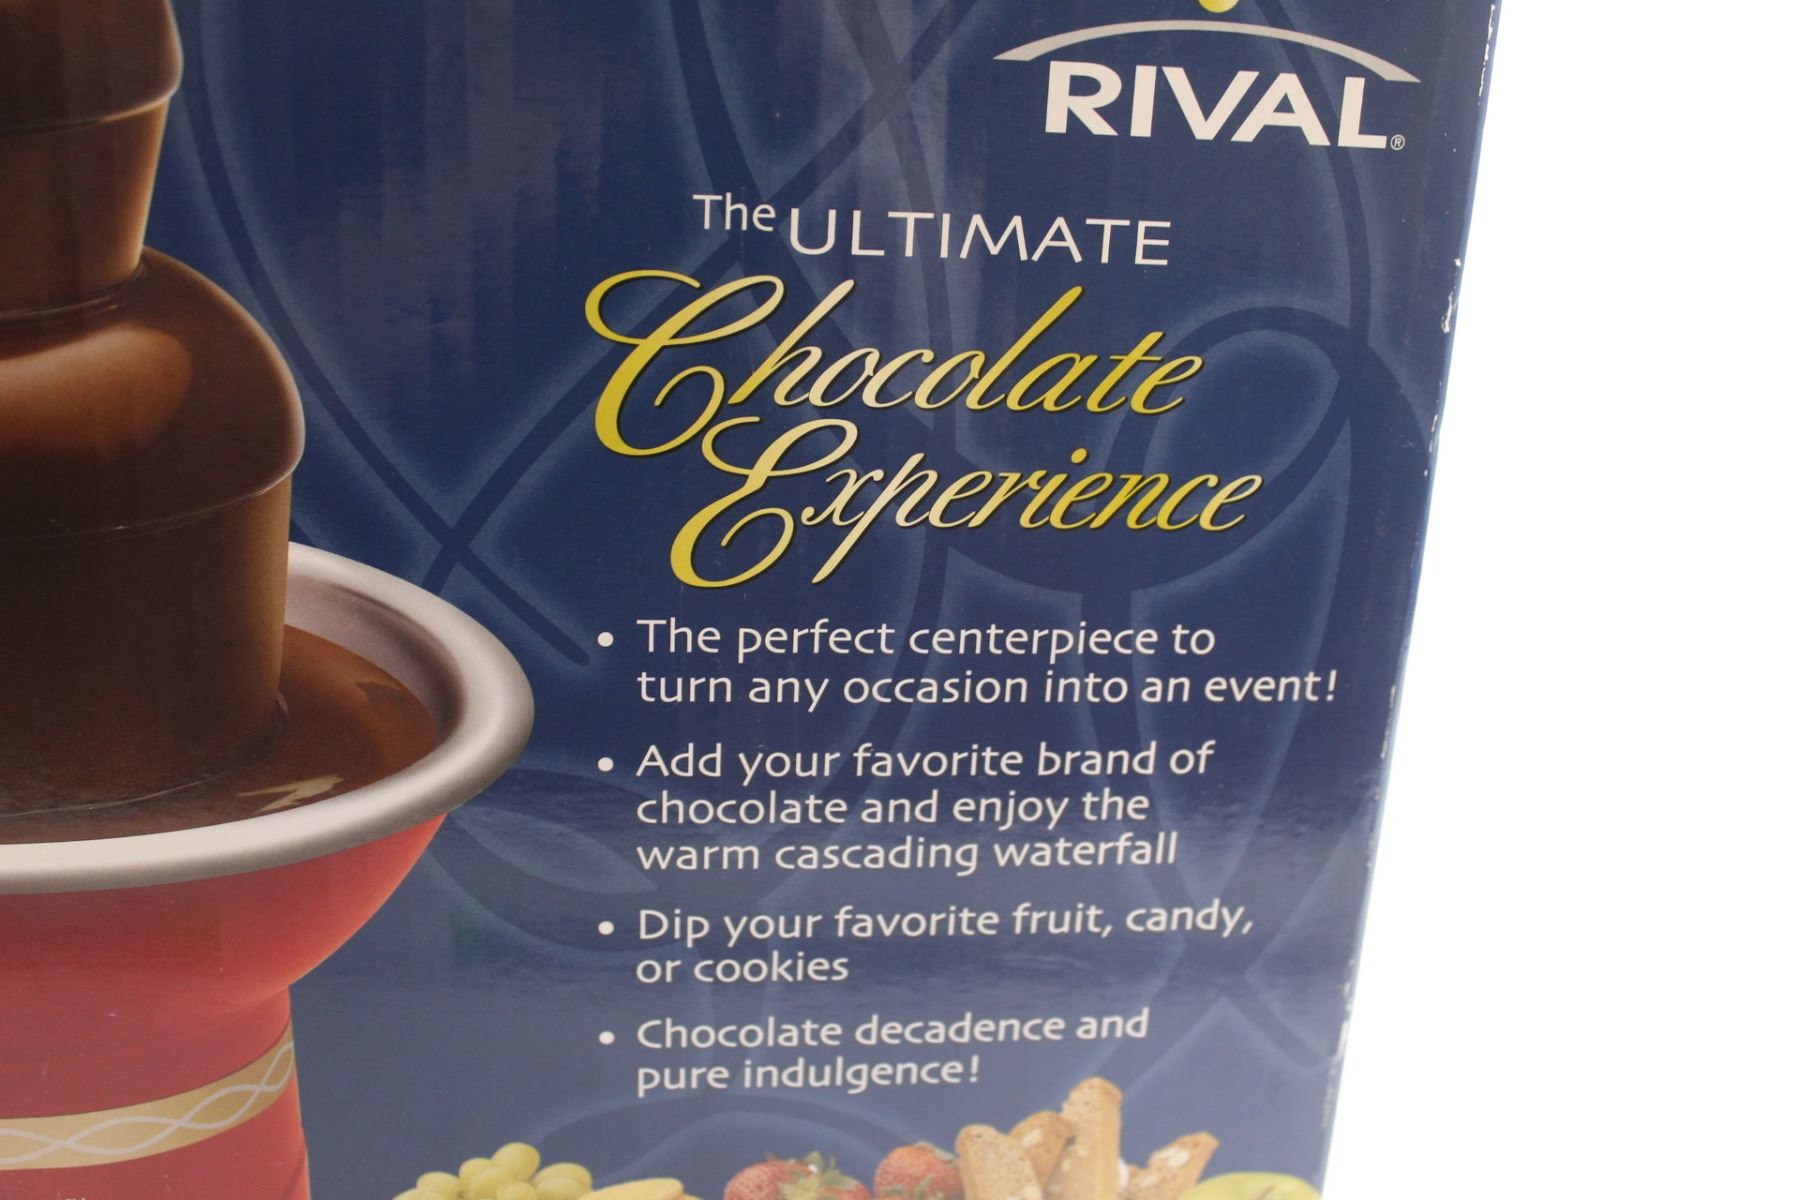 RIVAL®
The ULTIMATE
Chocolate
Experience
• The perfect centerpiece to
turn any occasion into an event!
• Add your favorite brand of
chocolate and enjoy the
warm cascading waterfall
• Dip your favorite fruit, candy,
or cookies
• Chocolate decadence and
pure indulgence!